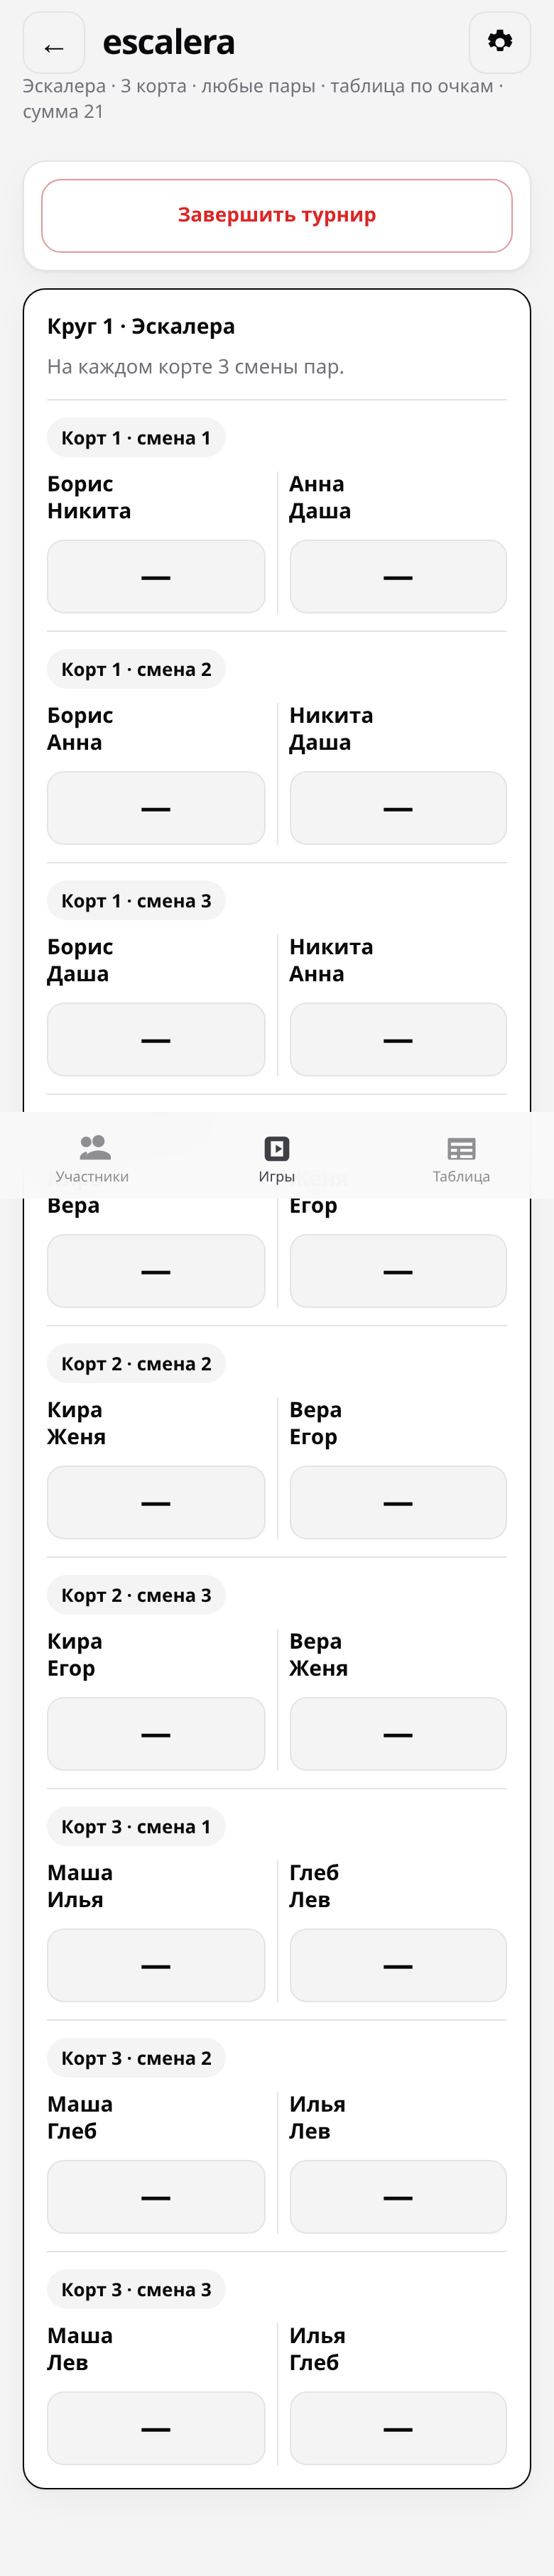 ←
escalera
Эскалера · 3 корта · любые пары · таблица по очкам ·
сумма 21
Завершить турнир
Круг 1 · Эскалера
На каждом корте 3 смены пар.
Корт 1 · смена 1
Борис
Никита
Анна
Даша
—
—
Корт 1 · смена 2
Борис
Анна
Никита
Даша
—
—
Корт 1 · смена 3
Борис
Даша
Никита
Анна
—
—
Участники
Игры
Таблица
Женя
Вера
Егор
—
—
Корт 2 · смена 2
Кира
Женя
Вера
Егор
—
—
Корт 2 · смена 3
Кира
Егор
Вера
Женя
—
—
Корт 3 · смена 1
Маша
Илья
Глеб
Лев
—
—
Корт 3 · смена 2
Маша
Глеб
Илья
Лев
—
—
Корт 3 · смена 3
Маша
Лев
Илья
Глеб
—
—